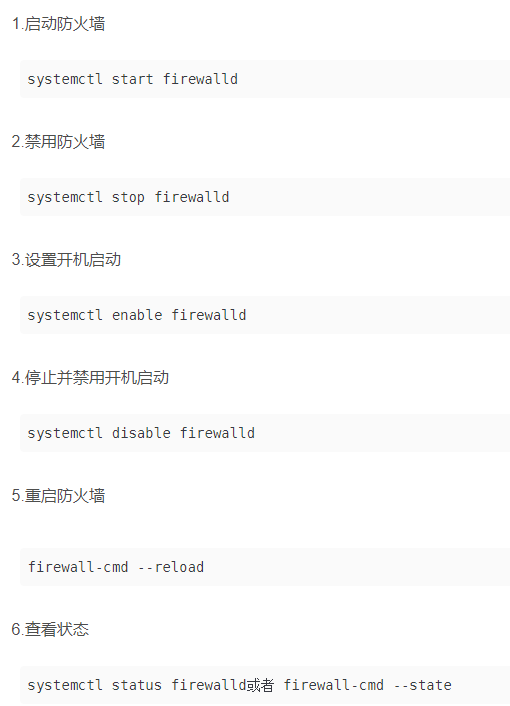 1.启动防火墙
systemctl start firewalld
2.禁用防火墙
systemctl stop firewalld
3.设置开机启动
systemctl enable firewalld
4.停止并禁用开机启动
systemctl disable firewalld
5.重启防火墙
firewall-cmd --reload
6.查看状态
systemctl status firewalld或者 firewall-cmd --state